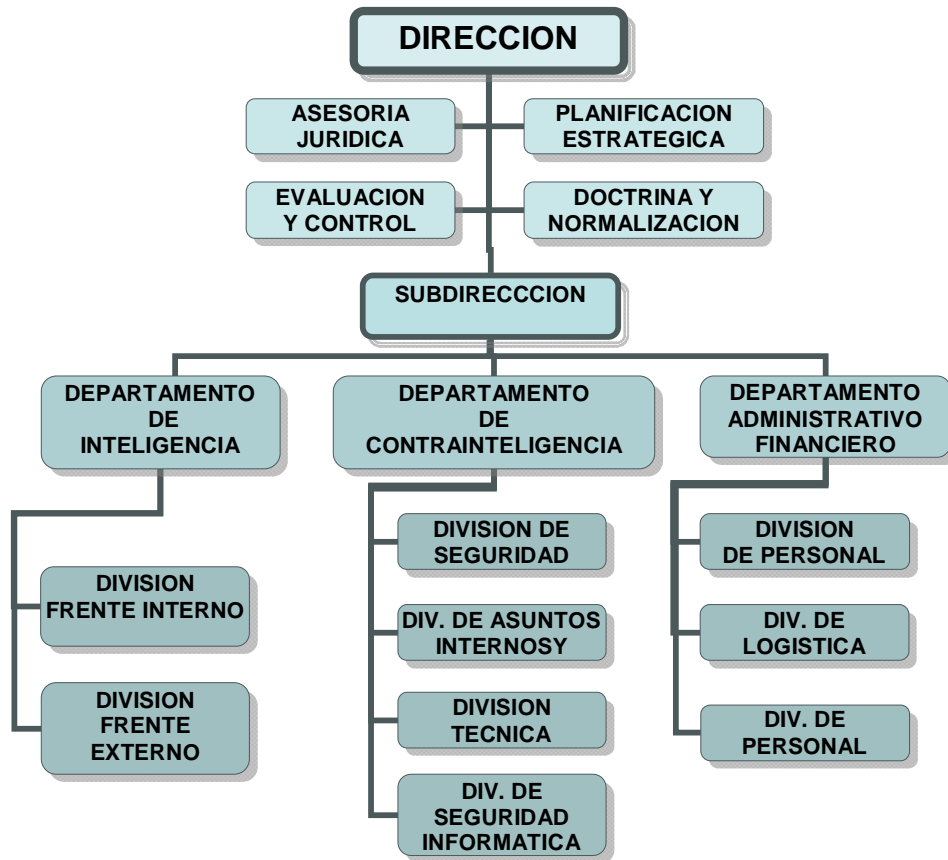 DIRECCION
ASESORIA
JURIDICA
PLANIFICACION
ESTRATEGICA
EVALUACION
Y CONTROL
DOCTRINA Y
NORMALIZACION
SUBDIRECCCION
DEPARTAMENTO
DE
INTELIGENCIA
DEPARTAMENTO
DE
CONTRAINTELIGENCIA
DEPARTAMENTO
ADMINISTRATIVO
FINANCIERO
DIVISION
FRENTE INTERNO
DIVISION
FRENTE
EXTERNO
DIVISION DE
SEGURIDAD
DIV. DE ASUNTOS
INTERNOSY
DIVISION
TECNICA
DIV. DE
SEGURIDAD
INFORMATICA
DIVISION
DE PERSONAL
DIV. DE
LOGISTICA
DIV. DE
PERSONAL